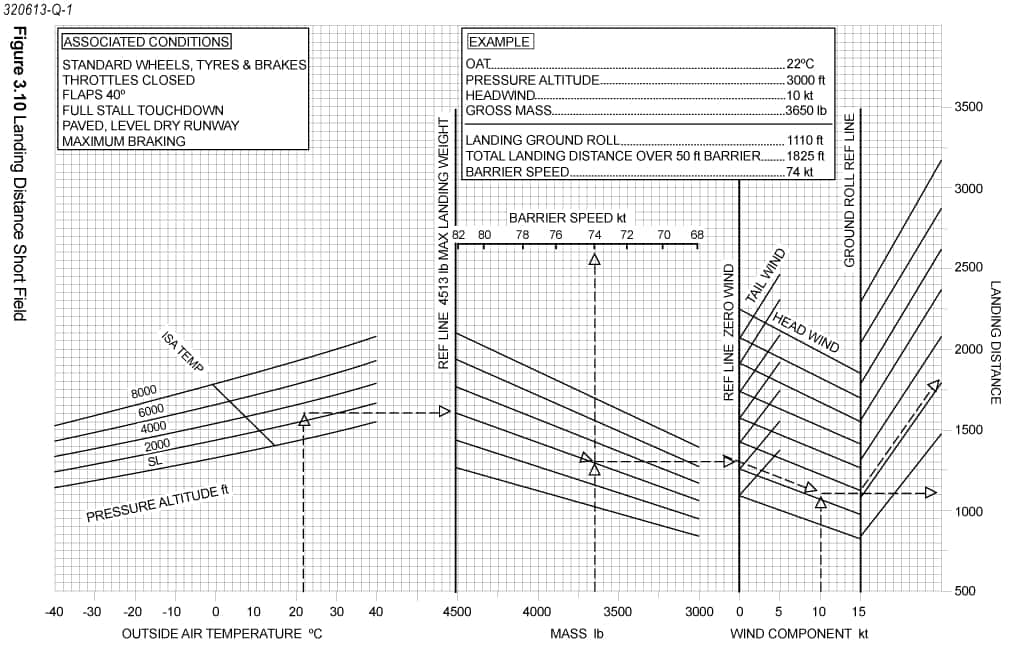 320613-Q-1
Figure 3.10 Landing Distance Short Field
ASSOCIATED CONDITIONS
STANDARD WHEELS, TYRES & BRAKES
THROTTLES CLOSED
FLAPS 40º
FULL STALL TOUCHDOWN
PAVED, LEVEL DRY RUNWAY
MAXIMUM BRAKING
EXAMPLE
OAT 22ºC
PRESSURE ALTITUDE 3000 ft
HEADWIND 10 kt
GROSS MASS 3650 lb
LANDING GROUND ROLL 1110 ft
TOTAL LANDING DISTANCE OVER 50 ft BARRIER 1825 ft
BARRIER SPEED 74 kt
ISA TEMP
8000
6000
4000
2000
SL
PRESSURE ALTITUDE ft
REF LINE 4513 lb MAX LANDING WEIGHT
BARRIER SPEED kt
82 80 78 76 74 72 70 68
REF LINE ZERO WIND
TAIL WIND
HEAD WIND
GROUND ROLL REF LINE
3500
3000
2500
2000
1500
1000
500
LANDING DISTANCE
-40 -30 -20 -10 0 10 20 30 40
4500 4000 3500 3000
0 5 10 15
OUTSIDE AIR TEMPERATURE ºC
MASS lb
WIND COMPONENT kt